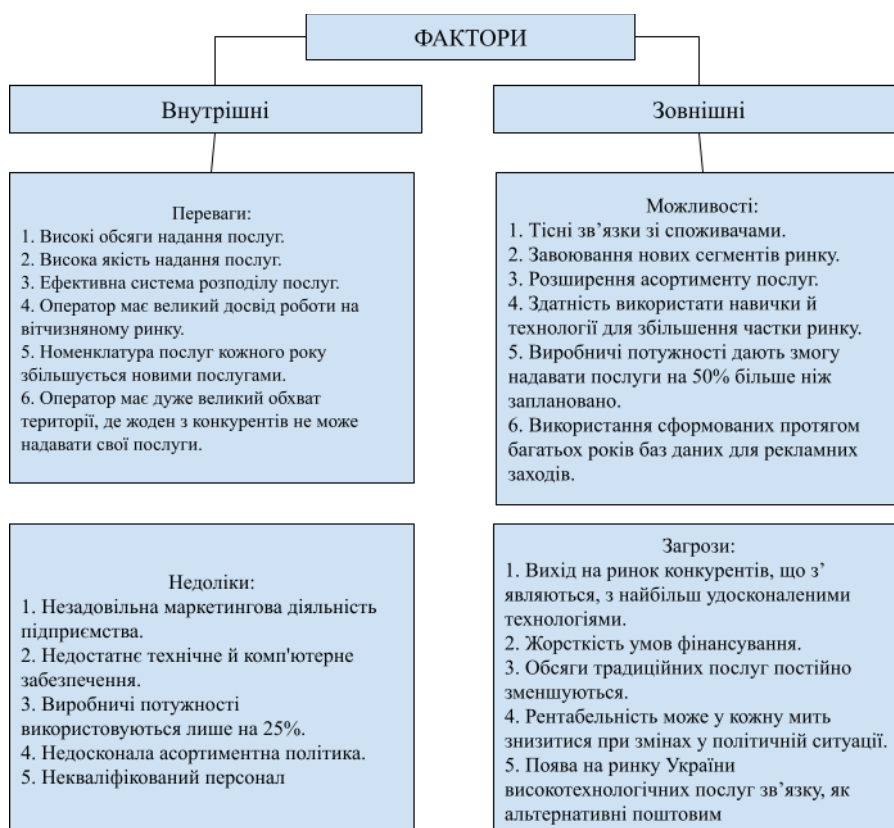 ФАКТОРИ
Внутрішні
Зовнішні
Переваги:
1. Високі обсяги надання послуг.
2. Висока якість надання послуг.
3. Ефективна система розподілу послуг.
4. Оператор має великий досвід роботи на
вітчизняному ринку.
5. Номенклатура послуг кожного року
збільшується новими послугами.
6. Оператор має дуже великий обхват
території, де жоден з конкурентів не може
надавати свої послуги.
Можливості:
1. Тісні зв’язки зі споживачами.
2. Завоювання нових сегментів ринку.
3. Розширення асортименту послуг.
4. Здатність використати навички й
технології для збільшення частки ринку.
5. Виробничі потужності дають змогу
надавати послуги на 50% більше ніж
заплановано.
6. Використання сформованих протягом
багатьох років баз даних для рекламних
заходів.
Недоліки:
1. Незадовільна маркетингова діяльність
підприємства.
2. Недостатнє технічне й комп'ютерне
забезпечення.
3. Виробничі потужності
використовуються лише на 25%.
4. Недосконала асортиментна політика.
5. Некваліфікований персонал
Загрози:
1. Вихід на ринок конкурентів, що з’
являються, з найбільш удосконаленими
технологіями.
2. Жорсткість умов фінансування.
3. Обсяги традиційних послуг постійно
зменшуються.
4. Рентабельність може у кожну мить
знизитися при змінах у політичній ситуації.
5. Поява на ринку України
високотехнологічних послуг зв’язку, як
альтернативні поштовим